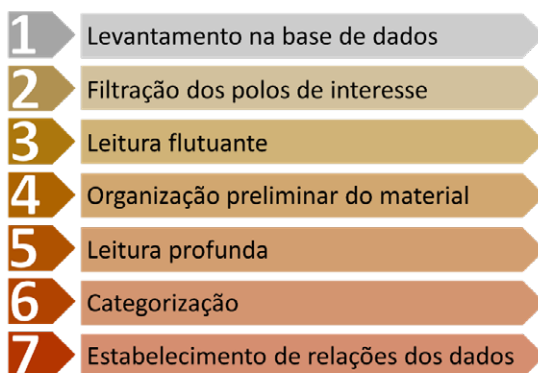 1 Levantamento na base de dados
2 Filtração dos polos de interesse
3 Leitura flutuante
4 Organização preliminar do material
5 Leitura profunda
6 Categorização
7 Estabelecimento de relações dos dados